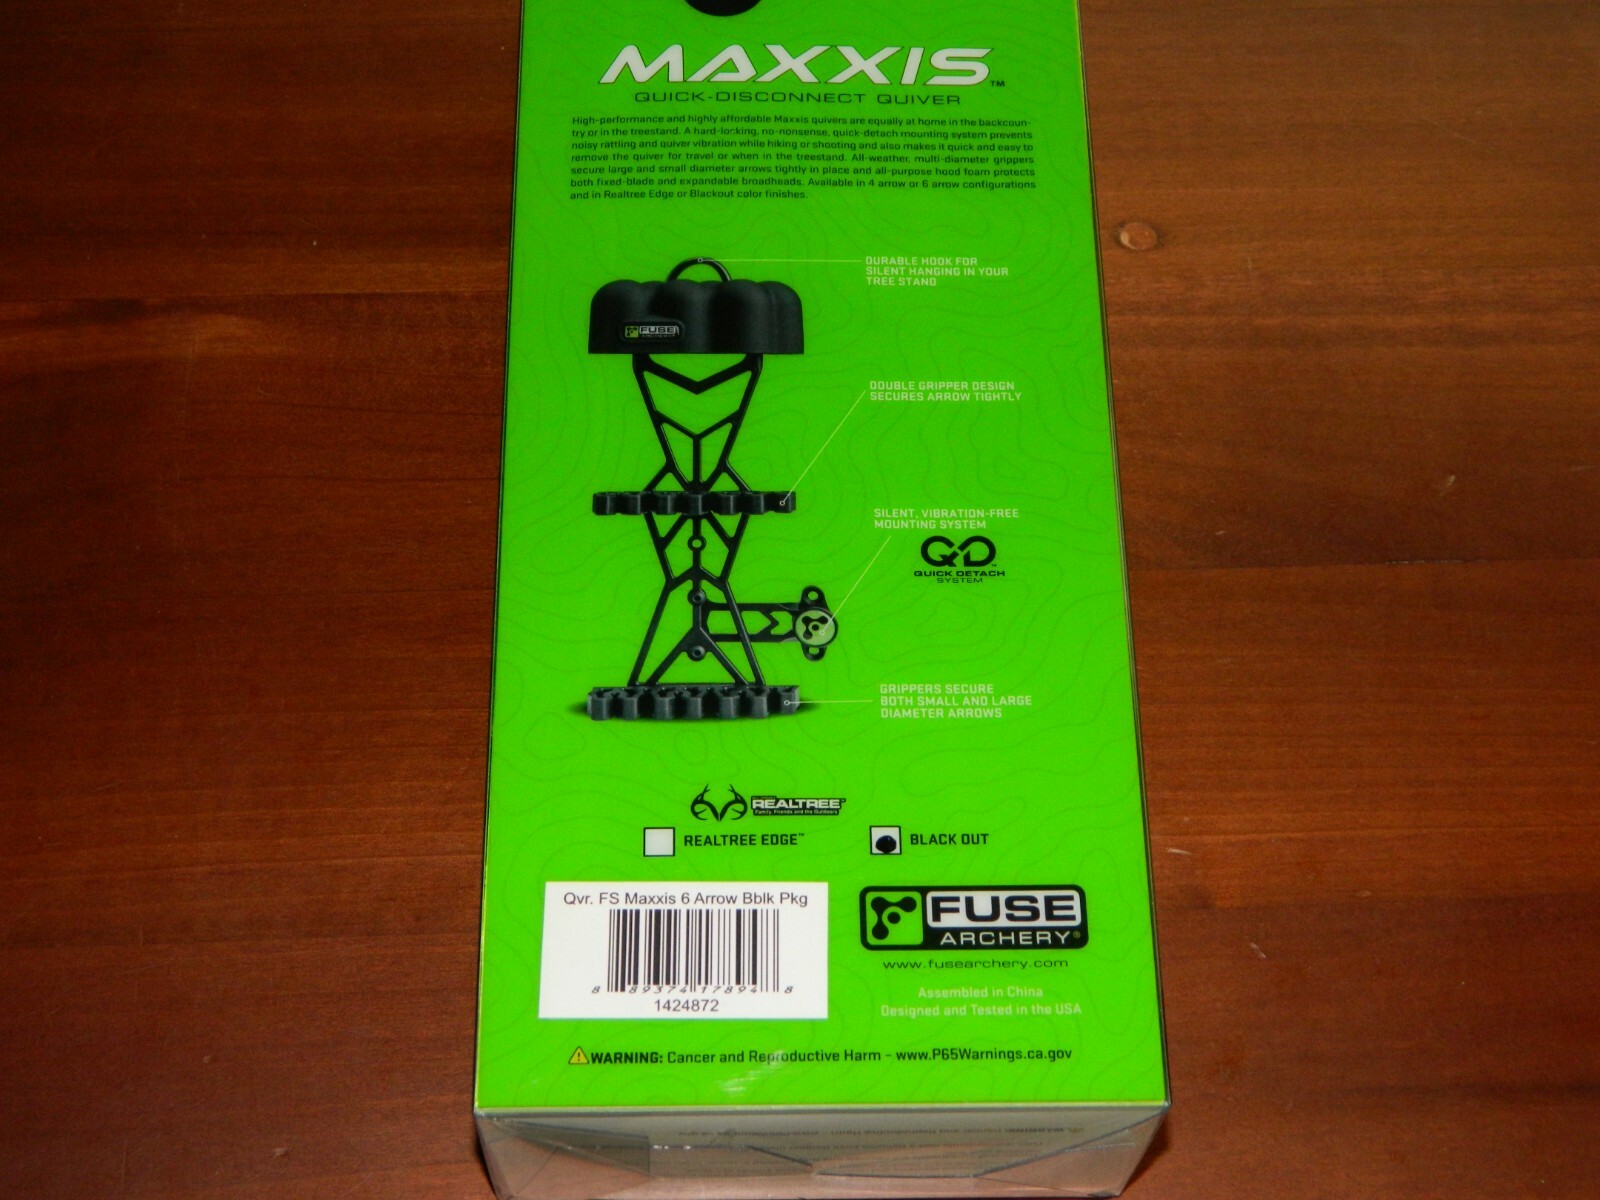 MAXXIS™
QUICK-DISCONNECT QUIVER
High-performance and highly affordable Maxxis quivers are equally at home in the backcoun-
try or in the treestand. A hard-locking, no-nonsense, quick-detach mounting system prevents
noisy rattling and quiver vibration while hiking or shooting and also makes it quick and easy to
remove the quiver for travel or when in the treestand. All-weather, multi-diameter grippers
secure large and small diameter arrows tightly in place and all-purpose hood foam protects
both fixed-blade and expandable broadheads. Available in 4 arrow or 6 arrow configurations
and in Realtree Edge or Blackout color finishes.
DURABLE HOOK FOR
SILENT HANGING IN YOUR
TREE STAND
FUSE
ARCHERY
DOUBLE GRIPPER DESIGN
SECURES ARROW TIGHTLY
SILENT, VIBRATION-FREE
MOUNTING SYSTEM
QD™
QUICK DETACH
SYSTEM
GRIPPERS SECURE
BOTH SMALL AND LARGE
DIAMETER ARROWS
REALTREE
Family, Friends and the Outdoors
REALTREE EDGE™
BLACK OUT
Qvr. FS Maxxis 6 Arrow Bblk Pkg
8 89374 17894 8
1424872
FUSE
ARCHERY®
www.fusearchery.com
Assembled in China
Designed and Tested in the USA
WARNING: Cancer and Reproductive Harm - www.P65Warnings.ca.gov